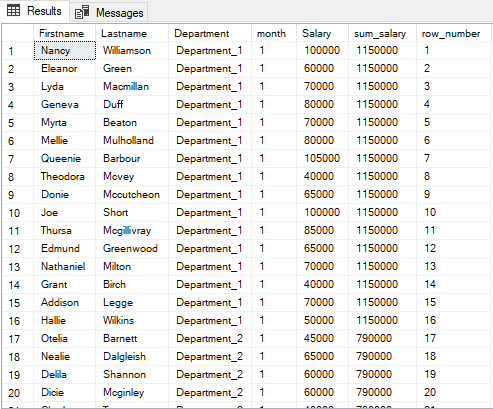 Results Messages
Firstname Lastname Department month Salary sum_salary row_number
1 Nancy Williamson Department_1 1 100000 1150000 1
2 Eleanor Green Department_1 1 60000 1150000 2
3 Lyda Macmillan Department_1 1 70000 1150000 3
4 Geneva Duff Department_1 1 80000 1150000 4
5 Myrta Beaton Department_1 1 70000 1150000 5
6 Mellie Mulholland Department_1 1 80000 1150000 6
7 Queenie Barbour Department_1 1 105000 1150000 7
8 Theodora Mcvey Department_1 1 40000 1150000 8
9 Donie Mccutcheon Department_1 1 65000 1150000 9
10 Joe Short Department_1 1 100000 1150000 10
11 Thursa Mcgillivray Department_1 1 85000 1150000 11
12 Edmund Greenwood Department_1 1 65000 1150000 12
13 Nathaniel Milton Department_1 1 70000 1150000 13
14 Grant Birch Department_1 1 40000 1150000 14
15 Addison Legge Department_1 1 70000 1150000 15
16 Hallie Wilkins Department_1 1 50000 1150000 16
17 Otelia Barnett Department_2 1 45000 790000 17
18 Nealie Dalgleish Department_2 1 65000 790000 18
19 Delila Shannon Department_2 1 60000 790000 19
20 Dicie Mcginley Department_2 1 60000 790000 20